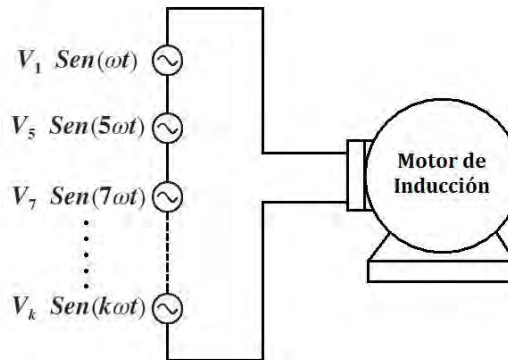 V₁ Sen(ωt)
V₅ Sen(5ωt)
V₇ Sen(7ωt)
Vₖ Sen(kωt)
Motor de
Inducción